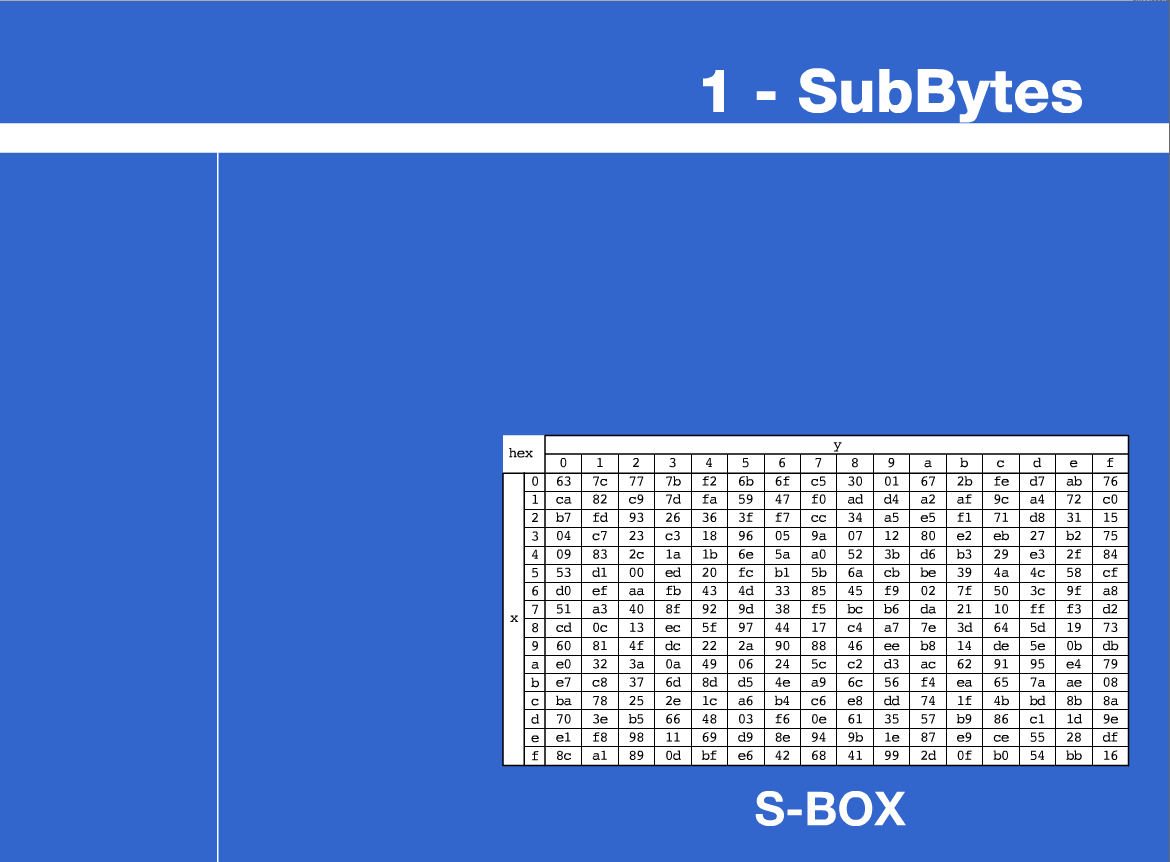 1 - SubBytes
hex y
0 1 2 3 4 5 6 7 8 9 a b c d e f
0 63 7c 77 7b f2 6b 6f c5 30 01 67 2b fe d7 ab 76
1 ca 82 c9 7d fa 59 47 f0 ad d4 a2 af 9c a4 72 c0
2 b7 fd 93 26 36 3f f7 cc 34 a5 e5 f1 71 d8 31 15
3 04 c7 23 c3 18 96 05 9a 07 12 80 e2 eb 27 b2 75
4 09 83 2c 1a 1b 6e 5a a0 52 3b d6 b3 29 e3 2f 84
5 53 d1 00 ed 20 fc b1 5b 6a cb be 39 4a 4c 58 cf
6 d0 ef aa fb 43 4d 33 85 45 f9 02 7f 50 3c 9f a8
x 7 51 a3 40 8f 92 9d 38 f5 bc b6 da 21 10 ff f3 d2
8 cd 0c 13 ec 5f 97 44 17 c4 a7 7e 3d 64 5d 19 73
9 60 81 4f dc 22 2a 90 88 46 ee b8 14 de 5e 0b db
a e0 32 3a 0a 49 06 24 5c c2 d3 ac 62 91 95 e4 79
b e7 c8 37 6d 8d d5 4e a9 6c 56 f4 ea 65 7a ae 08
c ba 78 25 2e 1c a6 b4 c6 e8 dd 74 1f 4b bd 8b 8a
d 70 3e b5 66 48 03 f6 0e 61 35 57 b9 86 c1 1d 9e
e e1 f8 98 11 69 d9 8e 94 9b 1e 87 e9 ce 55 28 df
f 8c a1 89 0d bf e6 42 68 41 99 2d 0f b0 54 bb 16
S-BOX